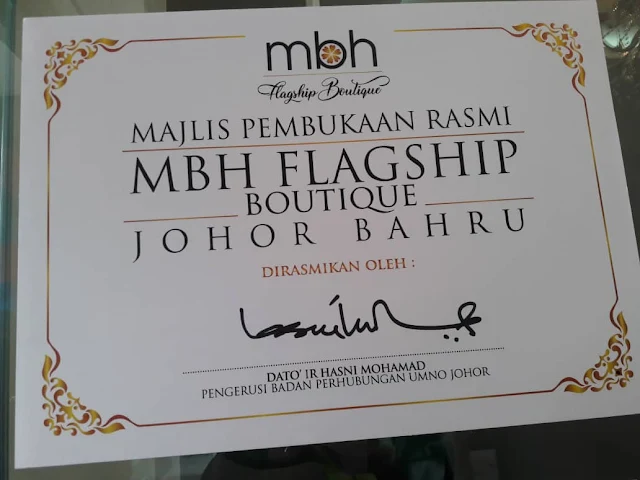 mbh
Flagship Boutique
MAJLIS PEMBUKAAN RASMI
MBH FLAGSHIP
BOUTIQUE
JOHOR BAHRU
DIRASMIKAN OLEH :
DATO' IR HASNI MOHAMAD
PENGERUSI BADAN PERHUBUNGAN UMNO JOHOR